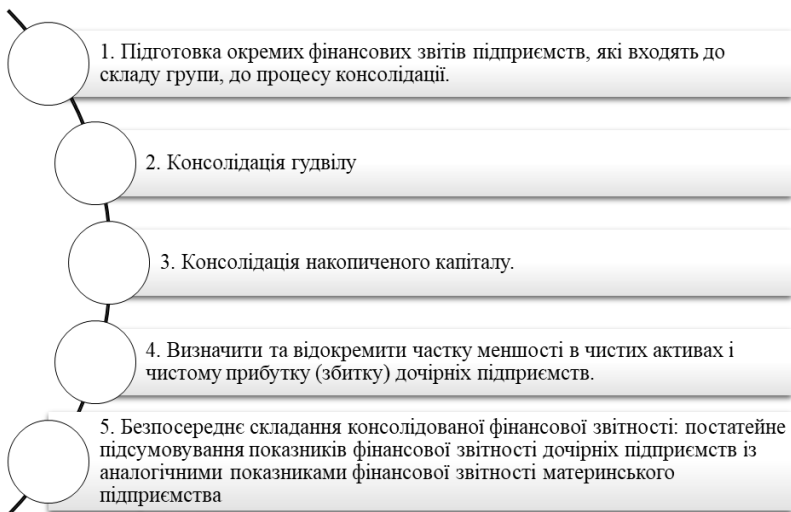 1. Підготовка окремих фінансових звітів підприємств, які входять до
складу групи, до процесу консолідації.
2. Консолідація гудвілу
3. Консолідація накопиченого капіталу.
4. Визначити та відокремити частку меншості в чистих активах і
чистому прибутку (збитку) дочірніх підприємств.
5. Безпосереднє складання консолідованої фінансової звітності: постатейне
підсумовування показників фінансової звітності дочірніх підприємств із
аналогічними показниками фінансової звітності материнського
підприємства